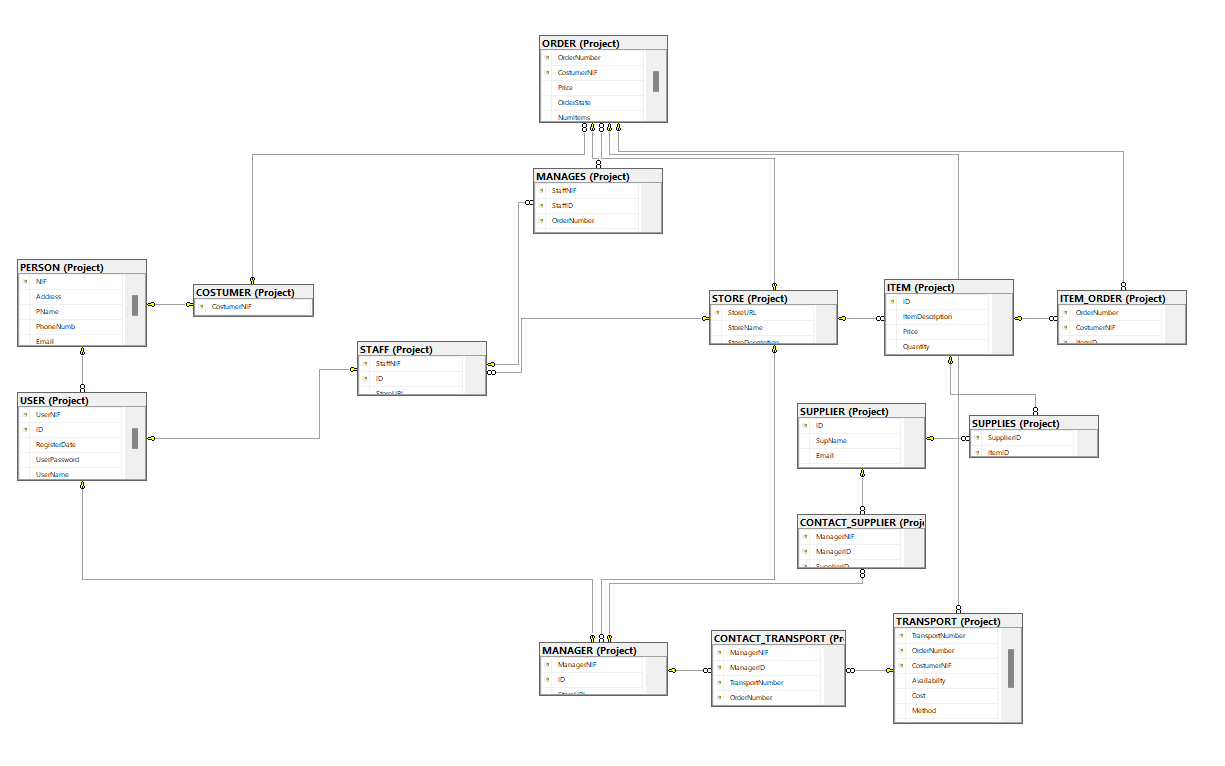 ORDER (Project)
OrderNumber
CostumerNIF
Price
OrderState
NumItems
MANAGES (Project)
StaffNIF
StaffID
OrderNumber
PERSON (Project)
NIF
Address
PName
PhoneNumb
Email
COSTUMER (Project)
CostumerNIF
STORE (Project)
StoreURL
StoreName
StoreDescription
ITEM (Project)
ID
ItemDescription
Price
Quantity
ITEM_ORDER (Project)
OrderNumber
CostumerNIF
ItemID
STAFF (Project)
StaffNIF
ID
StoreURL
USER (Project)
UserNIF
ID
RegisterDate
UserPassword
UserName
SUPPLIER (Project)
ID
SupName
Email
SUPPLIES (Project)
SupplierID
ItemID
CONTACT_SUPPLIER (Proj
ManagerNIF
ManagerID
SupplierID
MANAGER (Project)
ManagerNIF
ID
StoreURL
CONTACT_TRANSPORT (Pr
ManagerNIF
ManagerID
TransportNumber
OrderNumber
TRANSPORT (Project)
TransportNumber
OrderNumber
CostumerNIF
Availability
Cost
Method